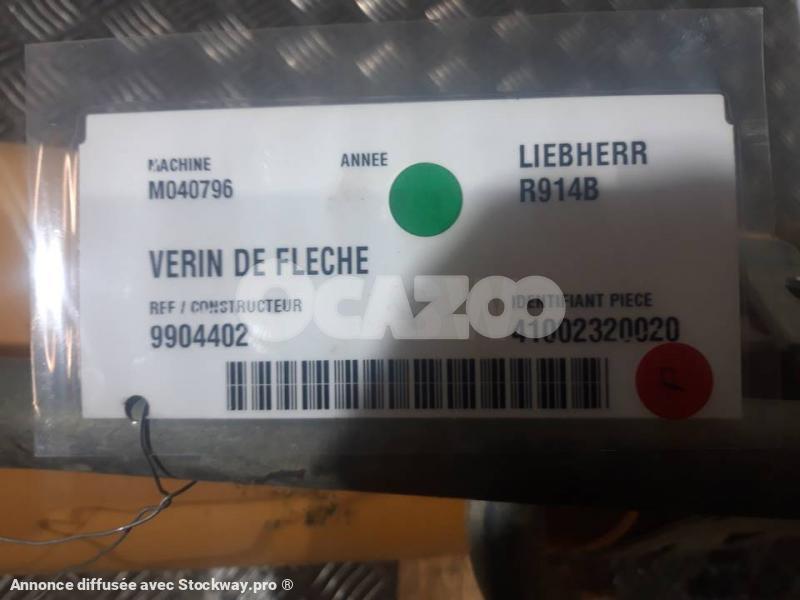 MACHINE ANNEE LIEBHERR
M040796 R914B
VERIN DE FLECHE
REF / CONSTRUCTEUR IDENTIFIANT PIECE
9904402 41002320020
OCAZOO
Annonce diffusée avec Stockway.pro ®